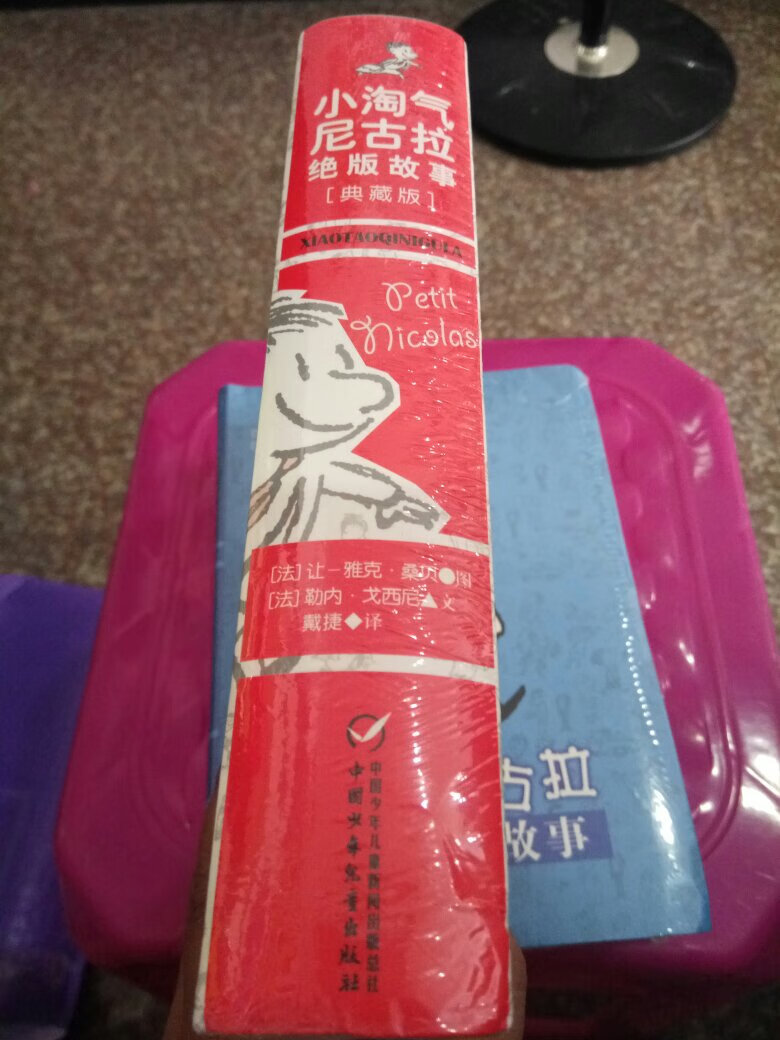 小淘气
尼古拉
绝版故事
[典藏版]
XIAOTAOQINIGULA
Petit
Nicolas
[法]让－雅克·桑贝●图
[法]勒内·戈西尼▲文
戴捷◆译
中国少年儿童新闻出版总社
中国少年儿童出版社
古拉
故事